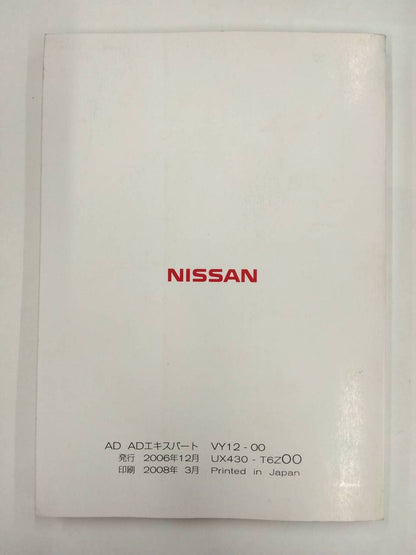 NISSAN
AD ADエキスパート VY12-00
発行 2006年12月 UX430-T6Z00
印刷 2008年 3月 Printed in Japan